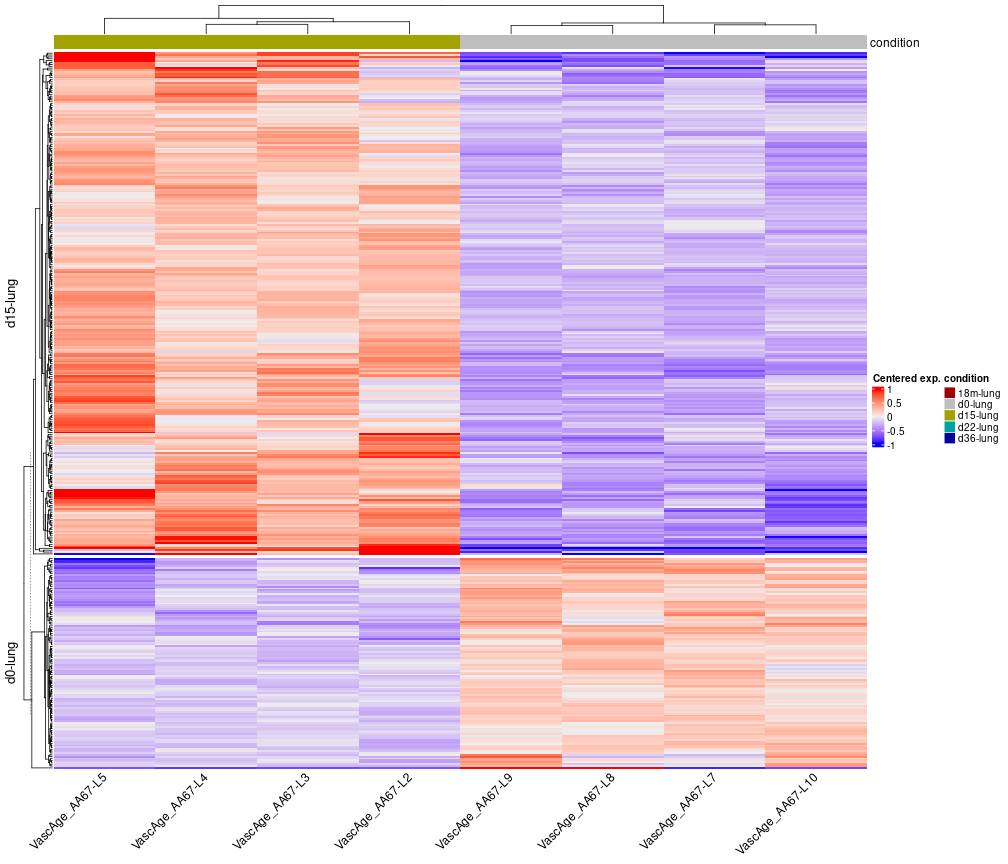 condition
d15-lung
d0-lung
Centered exp.
1
0.5
0
-0.5
-1
condition
18m-lung
d0-lung
d15-lung
d22-lung
d36-lung
VascAge_AA67-L5
VascAge_AA67-L4
VascAge_AA67-L3
VascAge_AA67-L2
VascAge_AA67-L9
VascAge_AA67-L8
VascAge_AA67-L7
VascAge_AA67-L10